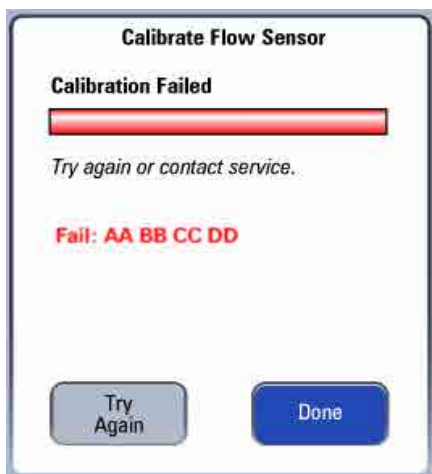 Calibrate Flow Sensor
Calibration Failed
Try again or contact service.
Fail: AA BB CC DD
Try
Again
Done